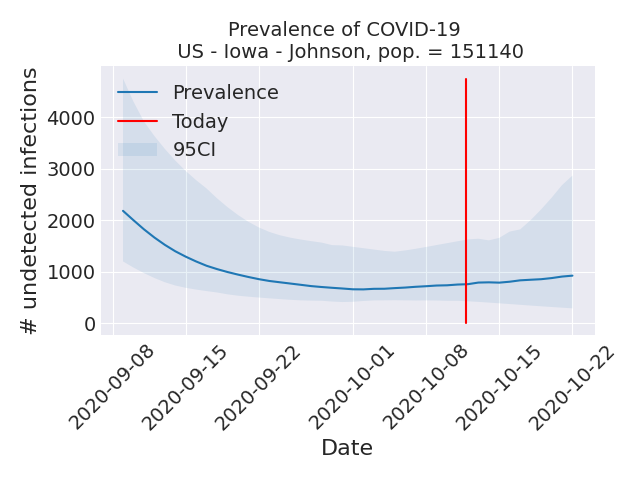 Prevalence of COVID-19
US - Iowa - Johnson, pop. = 151140
Prevalence
Today
95CI
# undetected infections
4000
3000
2000
1000
0
2020-09-08
2020-09-15
2020-09-22
2020-10-01
2020-10-08
2020-10-15
2020-10-22
Date